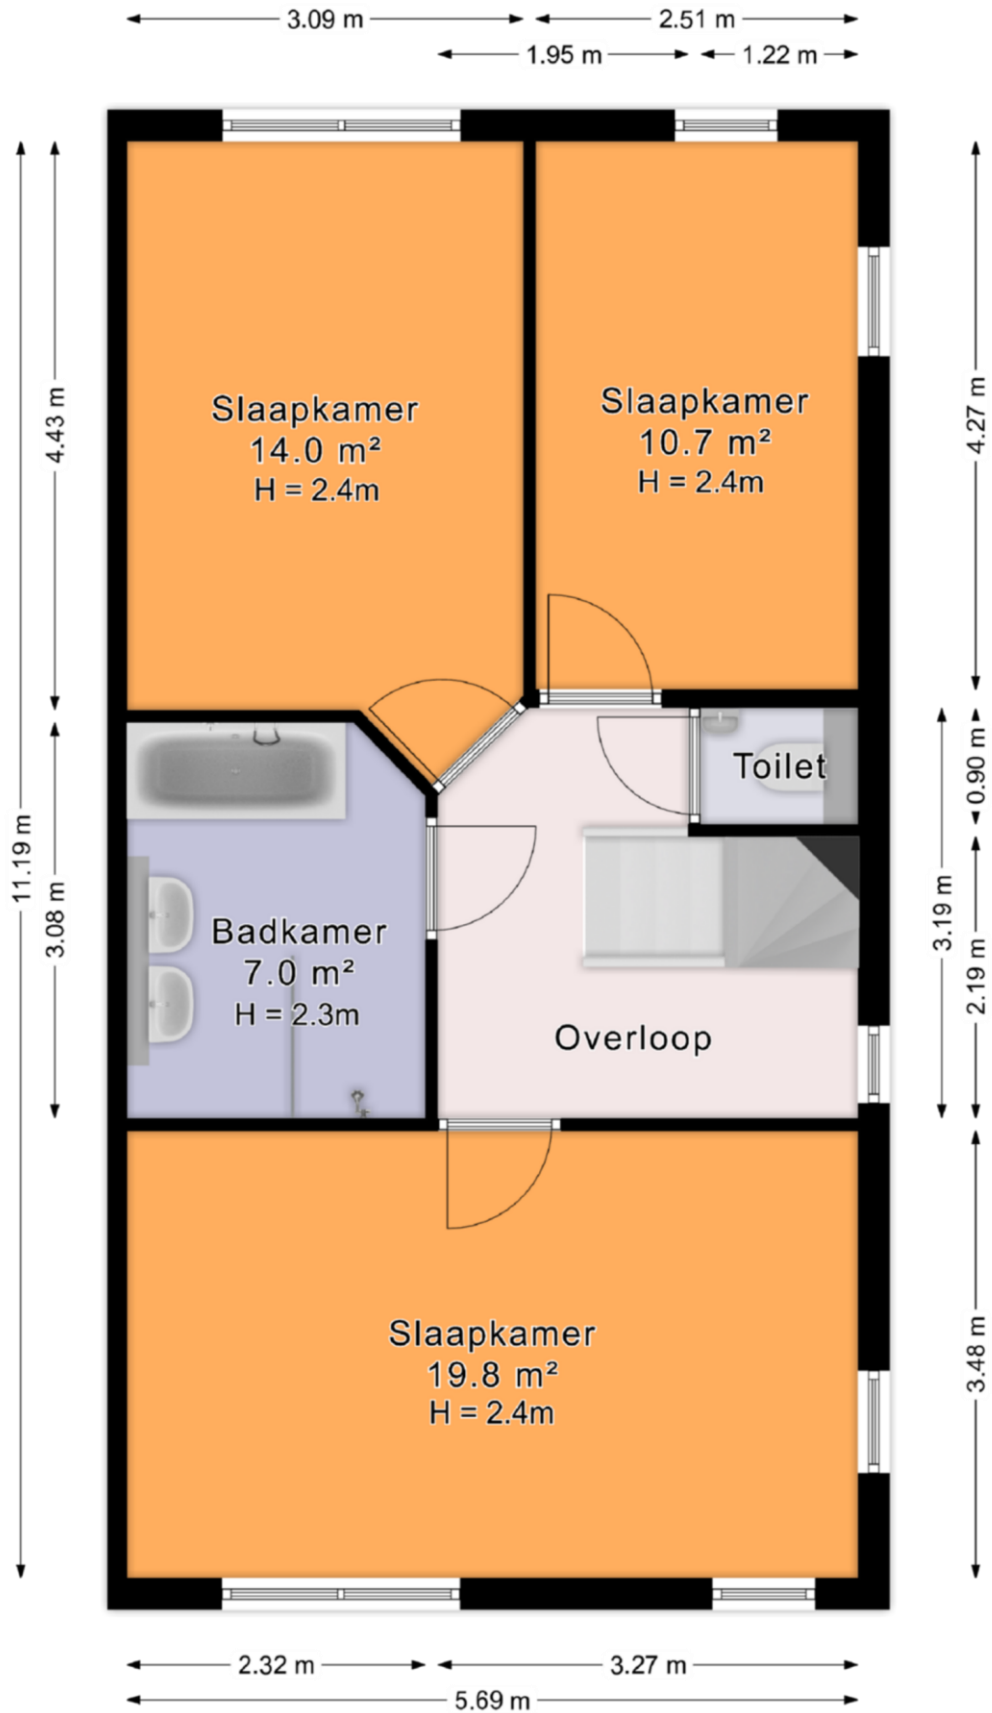 3.09 m
2.51 m
1.95 m
1.22 m
Slaapkamer
14.0 m²
H = 2.4m
Slaapkamer
10.7 m²
H = 2.4m
4.43 m
4.27 m
Toilet
0.90 m
11.19 m
3.08 m
Badkamer
7.0 m²
H = 2.3m
3.19 m
2.19 m
Overloop
Slaapkamer
19.8 m²
H = 2.4m
3.48 m
2.32 m
3.27 m
5.69 m